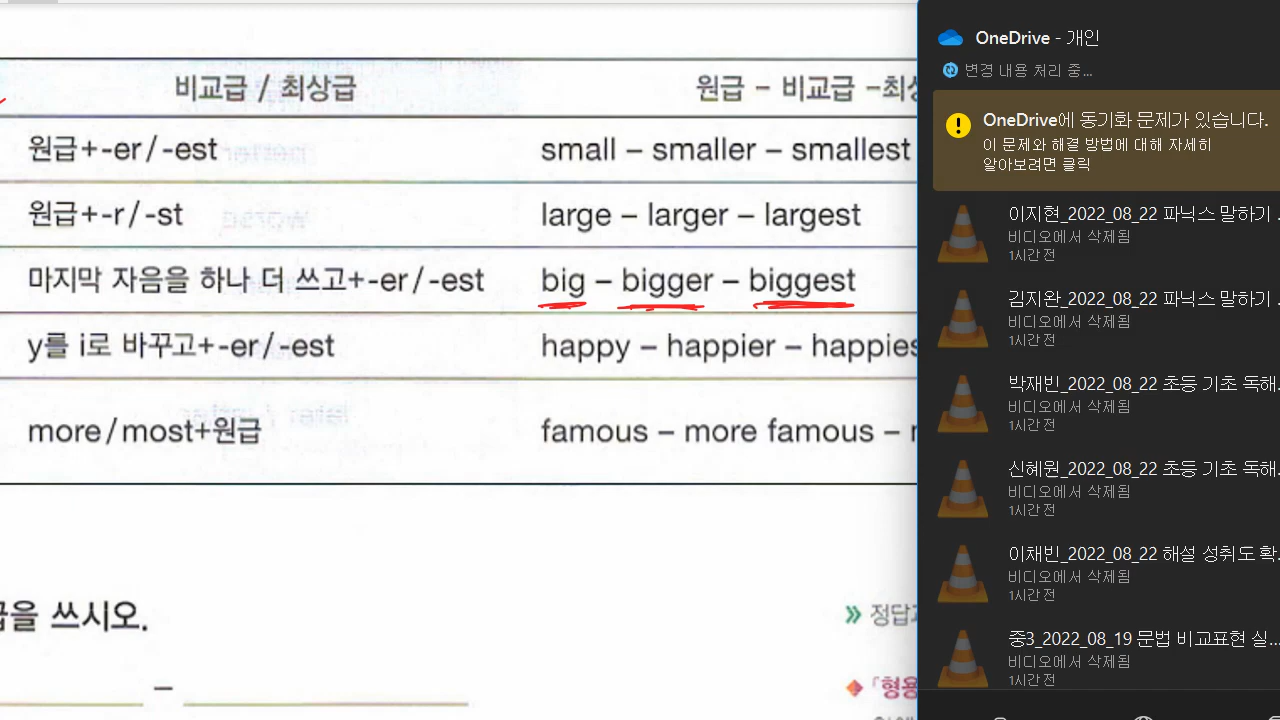 비교급 / 최상급
원급 – 비교급 –최상
원급+-er/-est
small – smaller – smallest
원급+-r/-st
large – larger – largest
마지막 자음을 하나 더 쓰고+-er/-est
big – bigger – biggest
y를 i로 바꾸고+-er/-est
happy – happier – happies
more/most+원급
famous – more famous –
급을 쓰시오.
» 정답과
–
「형용
OneDrive - 개인
변경 내용 처리 중...
OneDrive에 동기화 문제가 있습니다.
이 문제와 해결 방법에 대해 자세히
알아보려면 클릭
이지현_2022_08_22 파닉스 말하기
비디오에서 삭제됨
1시간 전
김지완_2022_08_22 파닉스 말하기
비디오에서 삭제됨
1시간 전
박재빈_2022_08_22 초등 기초 독해...
비디오에서 삭제됨
1시간 전
신혜원_2022_08_22 초등 기초 독해...
비디오에서 삭제됨
1시간 전
이채빈_2022_08_22 해설 성취도 확...
비디오에서 삭제됨
1시간 전
중3_2022_08_19 문법 비교표현 실...
비디오에서 삭제됨
1시간 전